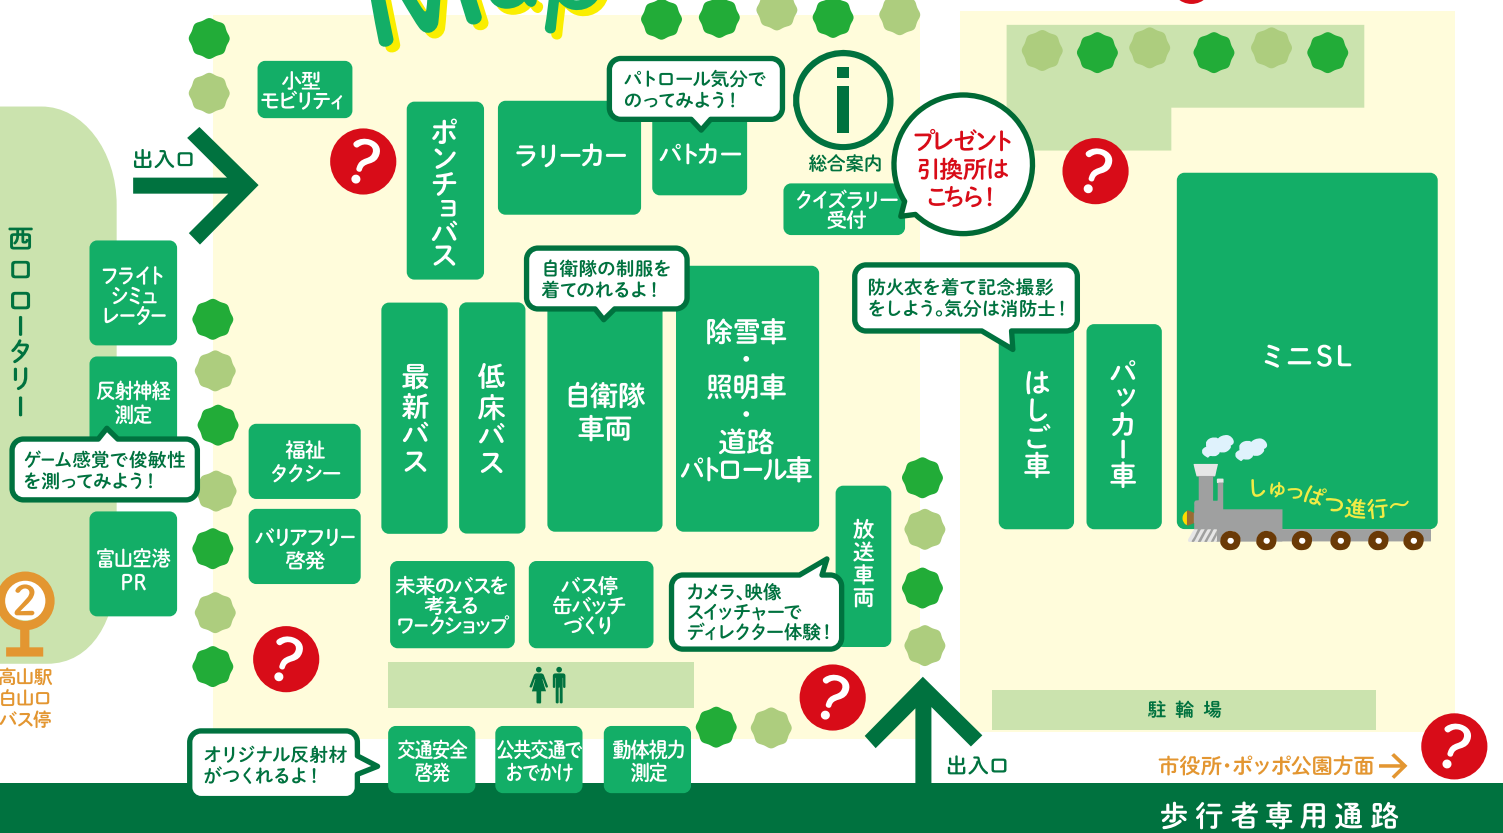 Map
小型
モビリティ
ポンチョバス
ラリーカー
パトロール気分で
のってみよう！
パトカー
i
総合案内
クイズラリー
受付
プレゼント
引換所は
こちら！
出入口
?
?
西口ロータリー
フライト
シミュ
レーター
反射神経
測定
ゲーム感覚で俊敏性
を測ってみよう！
富山空港
PR
2
高山駅
白山口
バス停
福祉
タクシー
バリアフリー
啓発
最新バス
低床バス
自衛隊の制服を
着てのれるよ！
自衛隊
車両
除雪車
・
照明車
・
道路
パトロール車
防火衣を着て記念撮影
をしよう。気分は消防士！
はしご車
パッカー車
ミニSL
しゅっぱつ進行～
放送車両
カメラ、映像
スイッチャーで
ディレクター体験！
未来のバスを
考える
ワークショップ
バス停
缶バッチ
づくり
?
?
オリジナル反射材
がつくれるよ！
交通安全
啓発
公共交通で
おでかけ
動体視力
測定
出入口
駐輪場
市役所・ポッポ公園方面→
?
歩行者専用通路